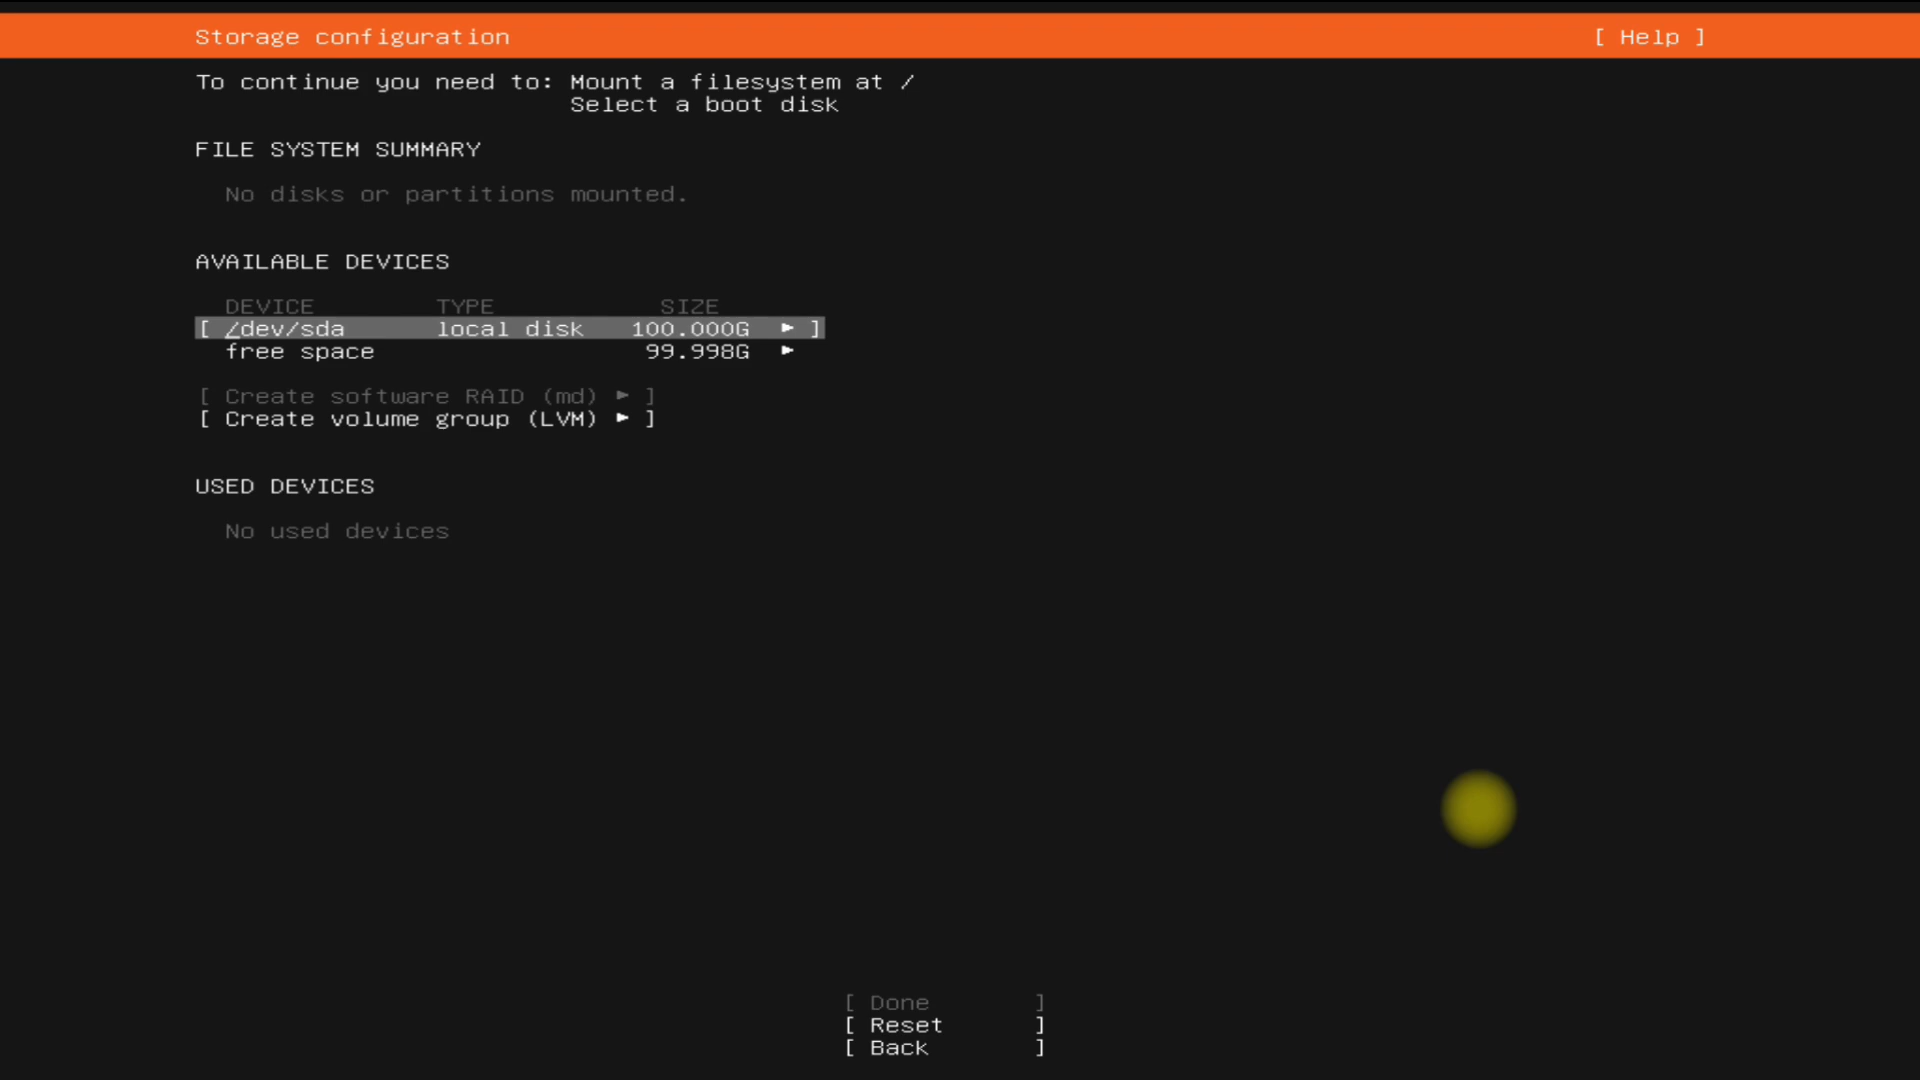 Storage configuration [ Help ]
To continue you need to: Mount a filesystem at /
Select a boot disk
FILE SYSTEM SUMMARY
No disks or partitions mounted.
AVAILABLE DEVICES
DEVICE TYPE SIZE
[ /dev/sda local disk 100.000G ► ]
free space 99.998G ►
[ Create software RAID (md) ► ]
[ Create volume group (LVM) ► ]
USED DEVICES
No used devices
[ Done ]
[ Reset ]
[ Back ]